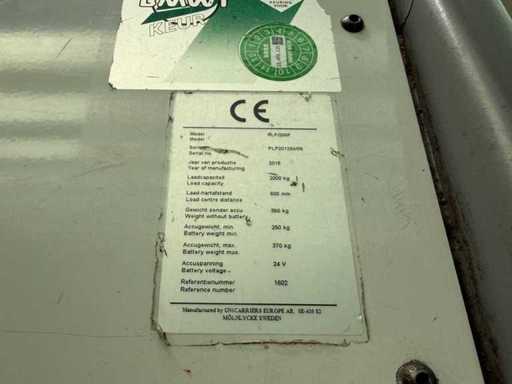 KEUR
CE
Model
Model
Serial no.
Jaar van productie 2015
Year of manufacturing
Laadcapaciteit 2000 kg
Load capacity
Last-hartafstand 600 mm
Load centre distance
Gewicht zonder accu
Weight without battery
Accugewicht, min. 250 kg
Battery weight min.
Accugewicht, max. 370 kg
Battery weight max.
Accuspanning 24 V
Battery voltage
Referentienummer 1602
Reference number
Manufactured by UNICARRIERS EUROPE AB,
MÖLNLYCKE SWEDEN